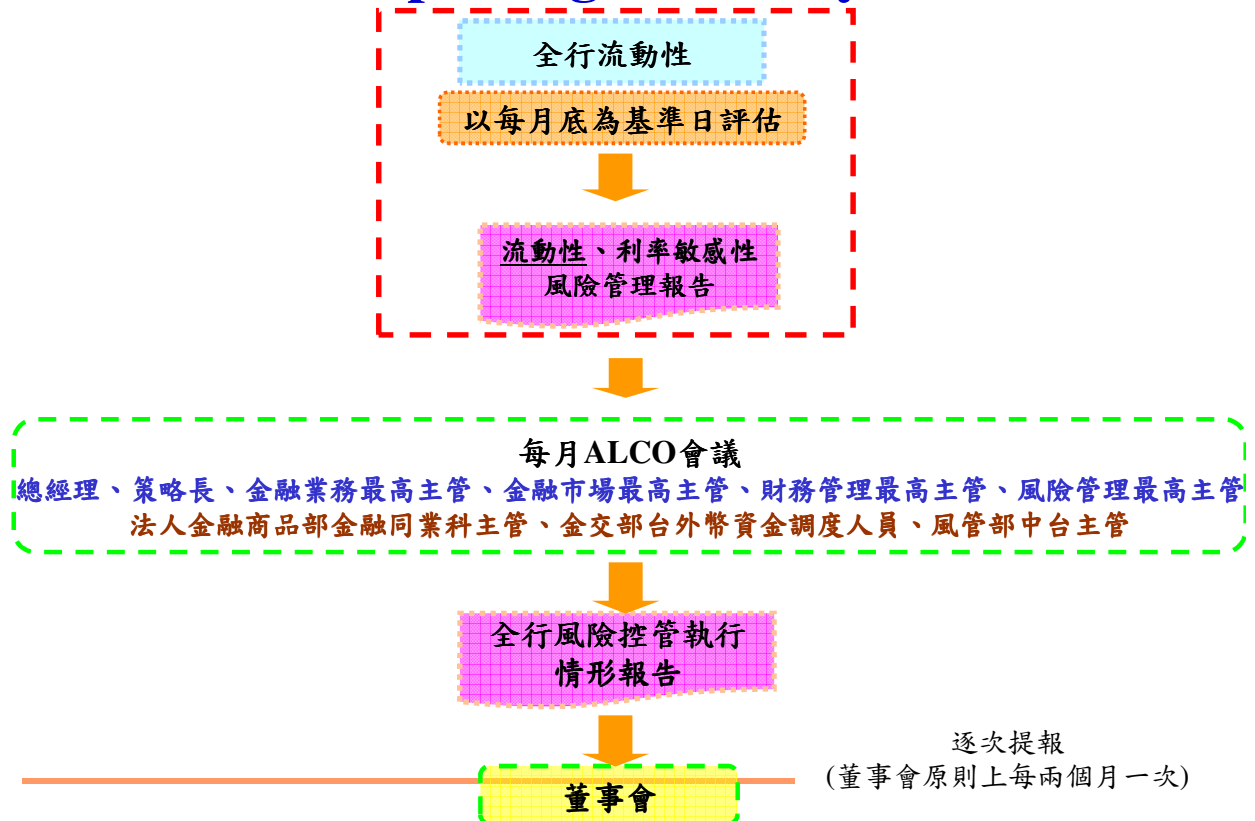 全行流動性
以每月底為基準日評估
流動性、利率敏感性
風險管理報告
每月ALCO會議
總經理、策略長、金融業務最高主管、金融市場最高主管、財務管理最高主管、風險管理最高主管
法人金融商品部金融同業科主管、金交部台外幣資金調度人員、風管部中台主管
全行風險控管執行
情形報告
逐次提報
(董事會原則上每兩個月一次)
董事會